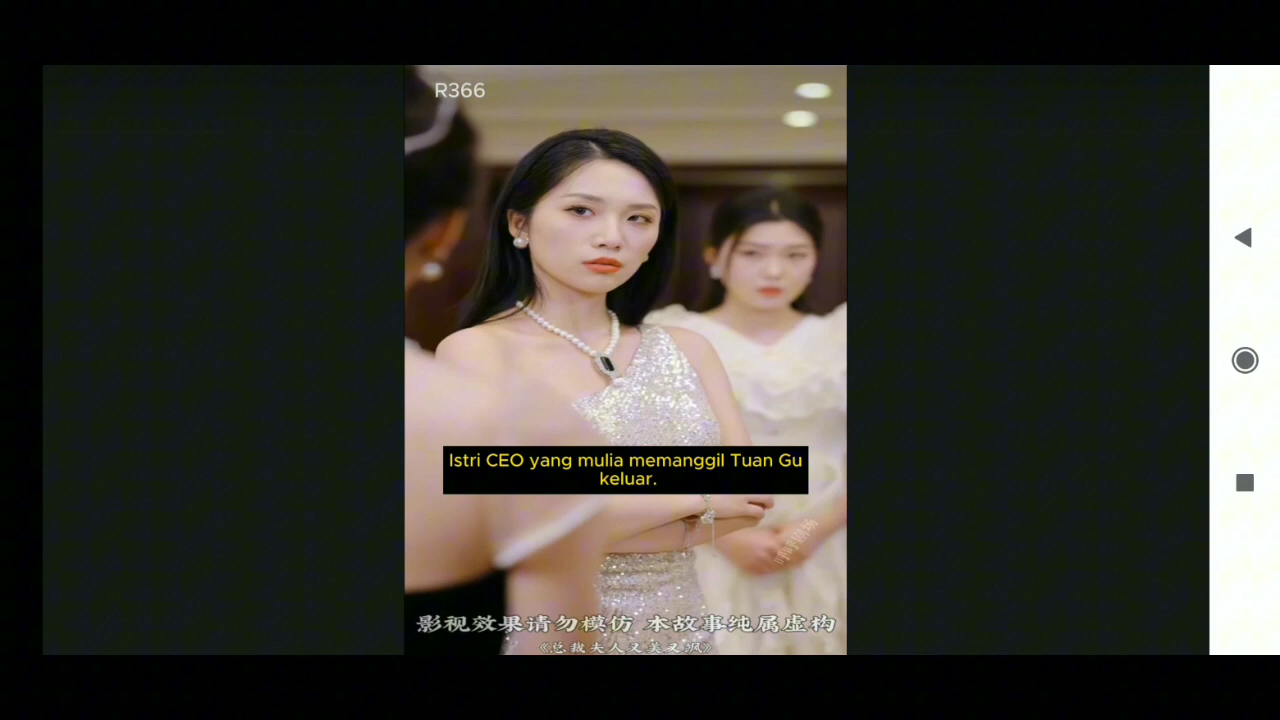 R366
Istri CEO yang mulia memanggil Tuan Gu
keluar.
影视效果请勿模仿 本故事纯属虚构
《总裁夫人又美又飒》